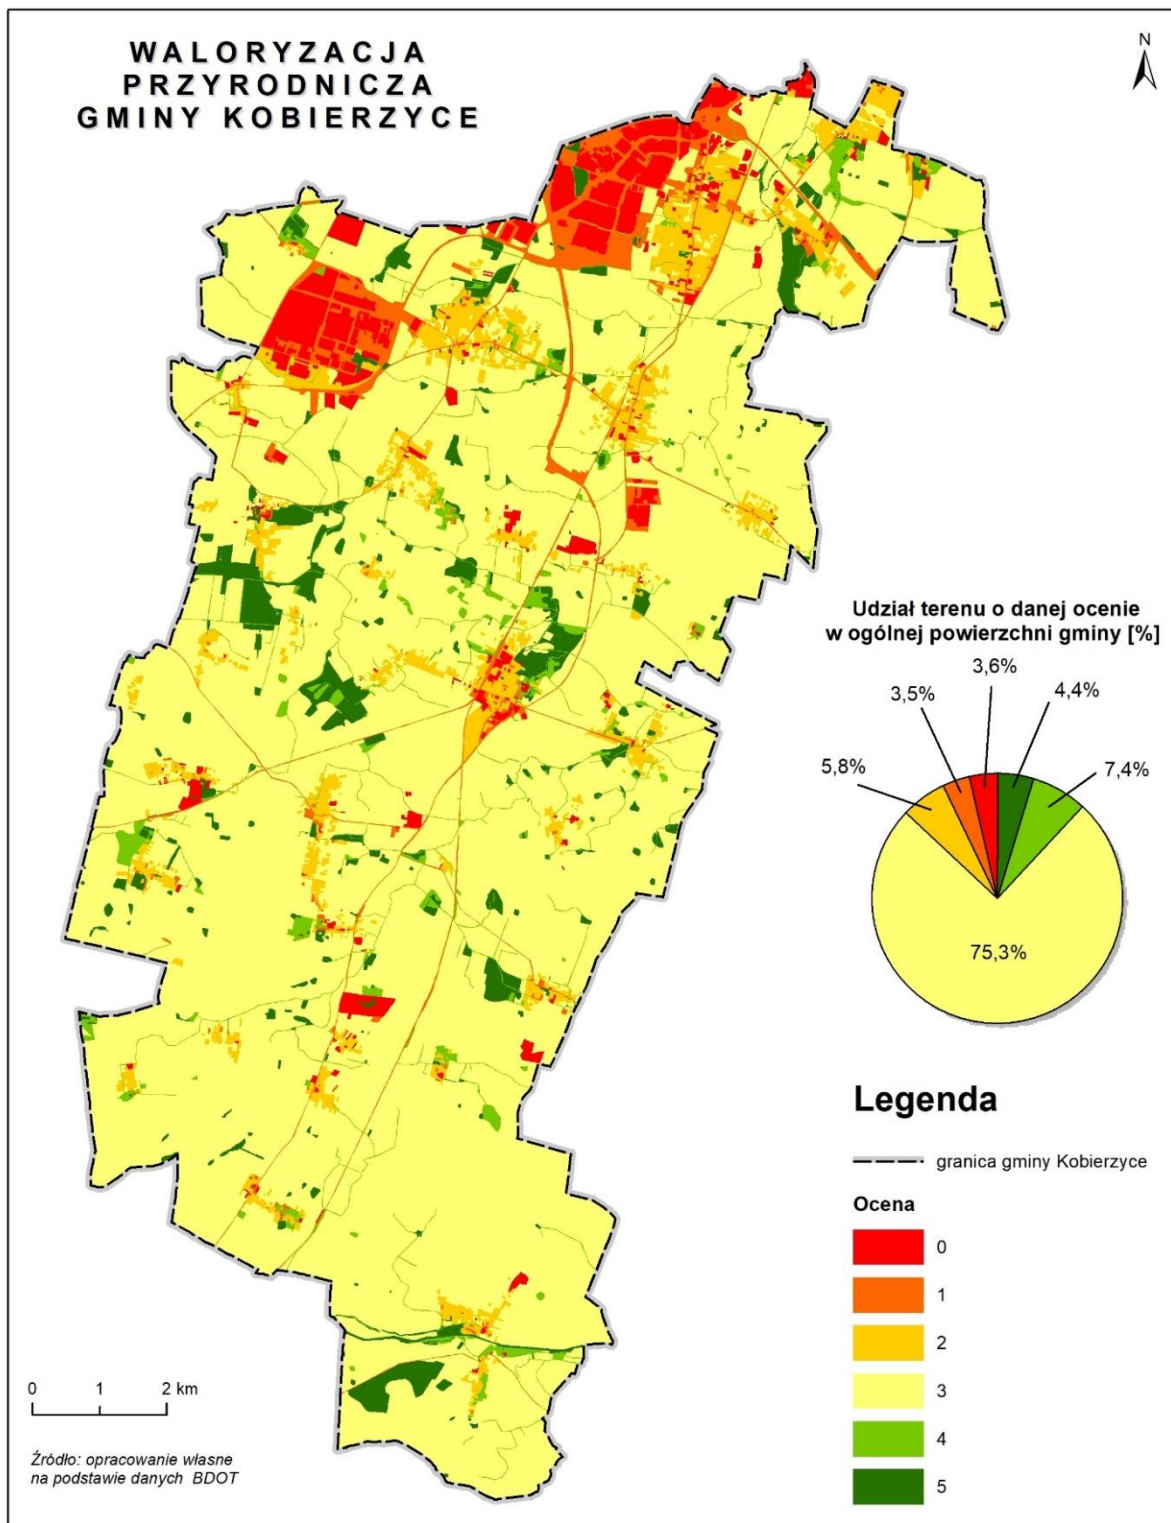 WALORYZACJA
PRZYRODNICZA
GMINY KOBIERZYCE
N
Udział terenu o danej ocenie
w ogólnej powierzchni gminy [%]
3,6%
3,5%
4,4%
5,8%
7,4%
75,3%
Legenda
granica gminy Kobierzyce
Ocena
0
1
2
3
4
5
0 1 2 km
Źródło: opracowanie własne
na podstawie danych BDOT